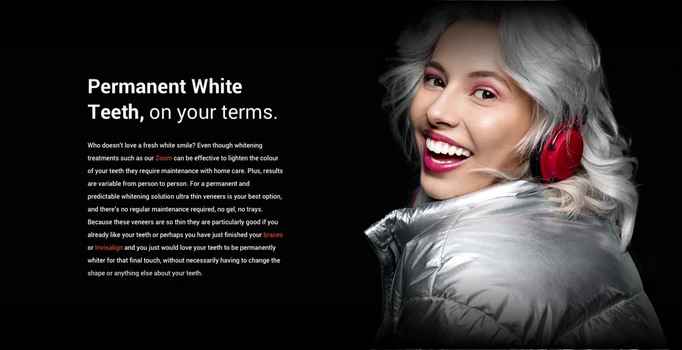 Permanent White
Teeth, on your terms.
Who doesn't love a fresh white smile? Even though whitening
treatments such as our Zoom can be effective to lighten the colour
of your teeth they require maintenance with home care. Plus, results
are variable from person to person. For a permanent and
predictable whitening solution ultra thin veneers is your best option,
and there's no regular maintenance required, no gel, no trays.
Because these veneers are so thin they are particularly good if you
already like your teeth or perhaps you have just finished your braces
or Invisalign and you just would love your teeth to be permanently
whiter for that final touch, without necessarily having to change the
shape or anything else about your teeth.